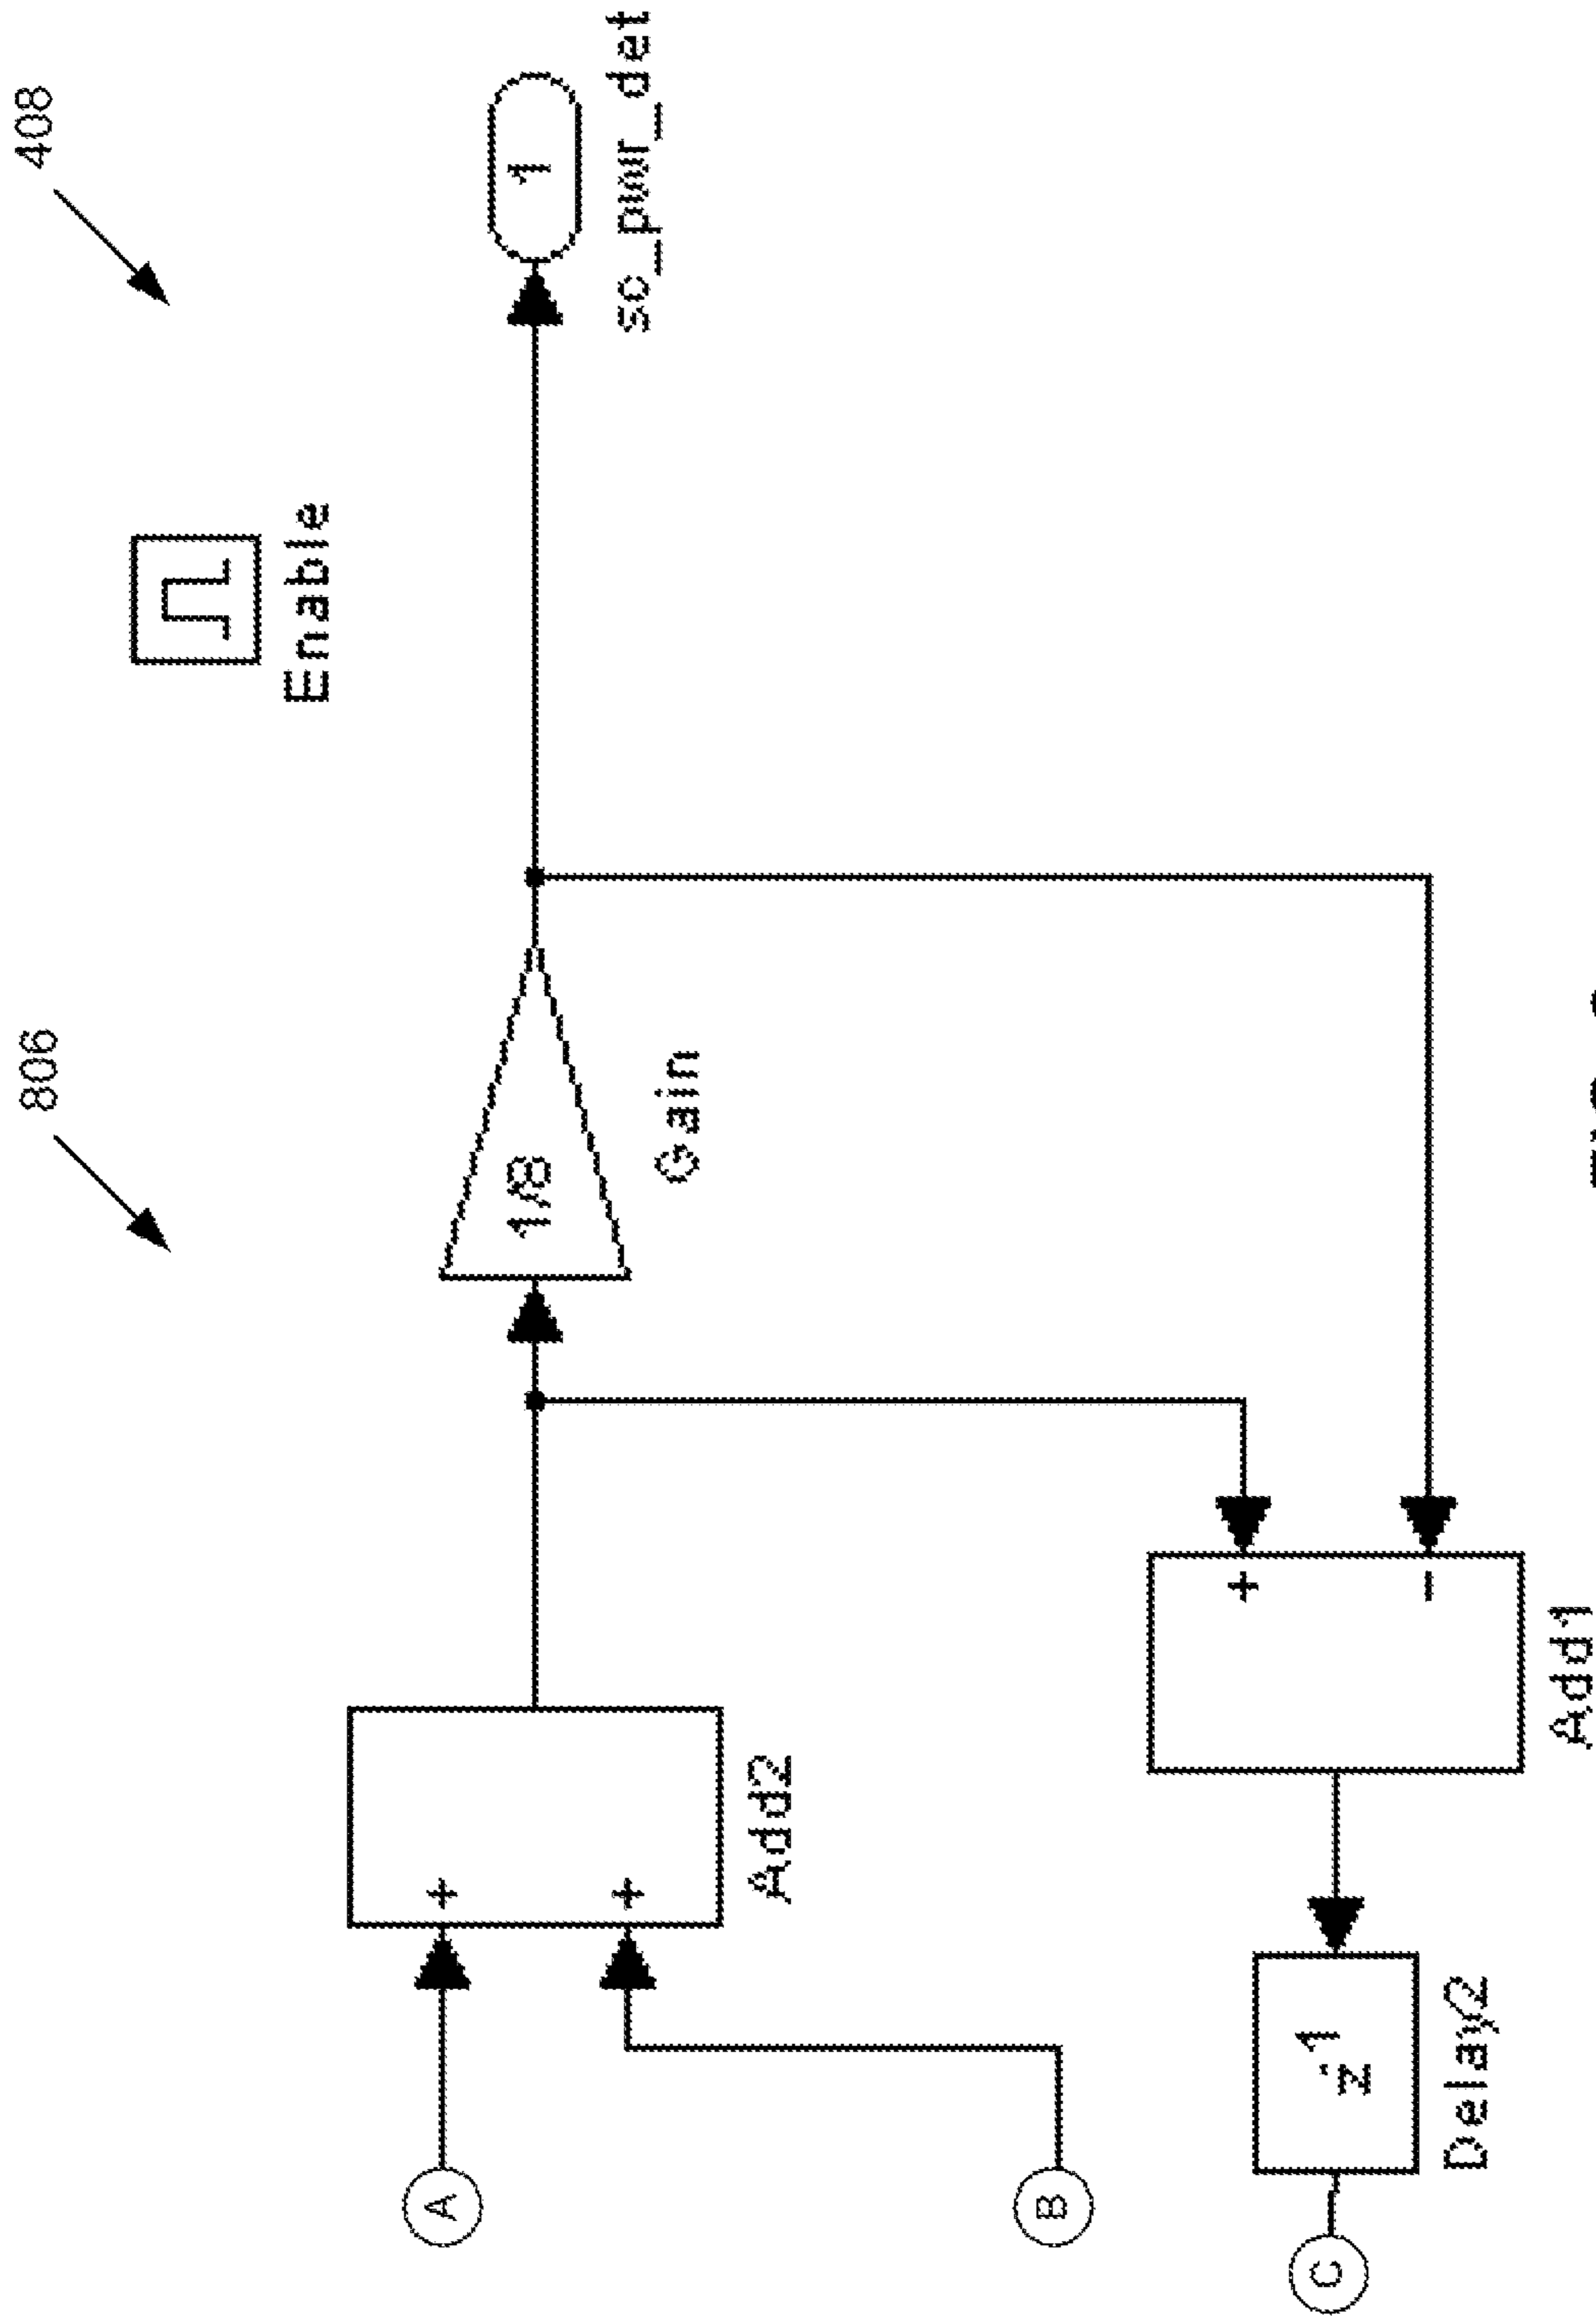 806
408
Enable
A
+
+
Add2
1/8
Gain
1
sc_pwr_det
B
C
z-1
Delay2
+
-
Add1